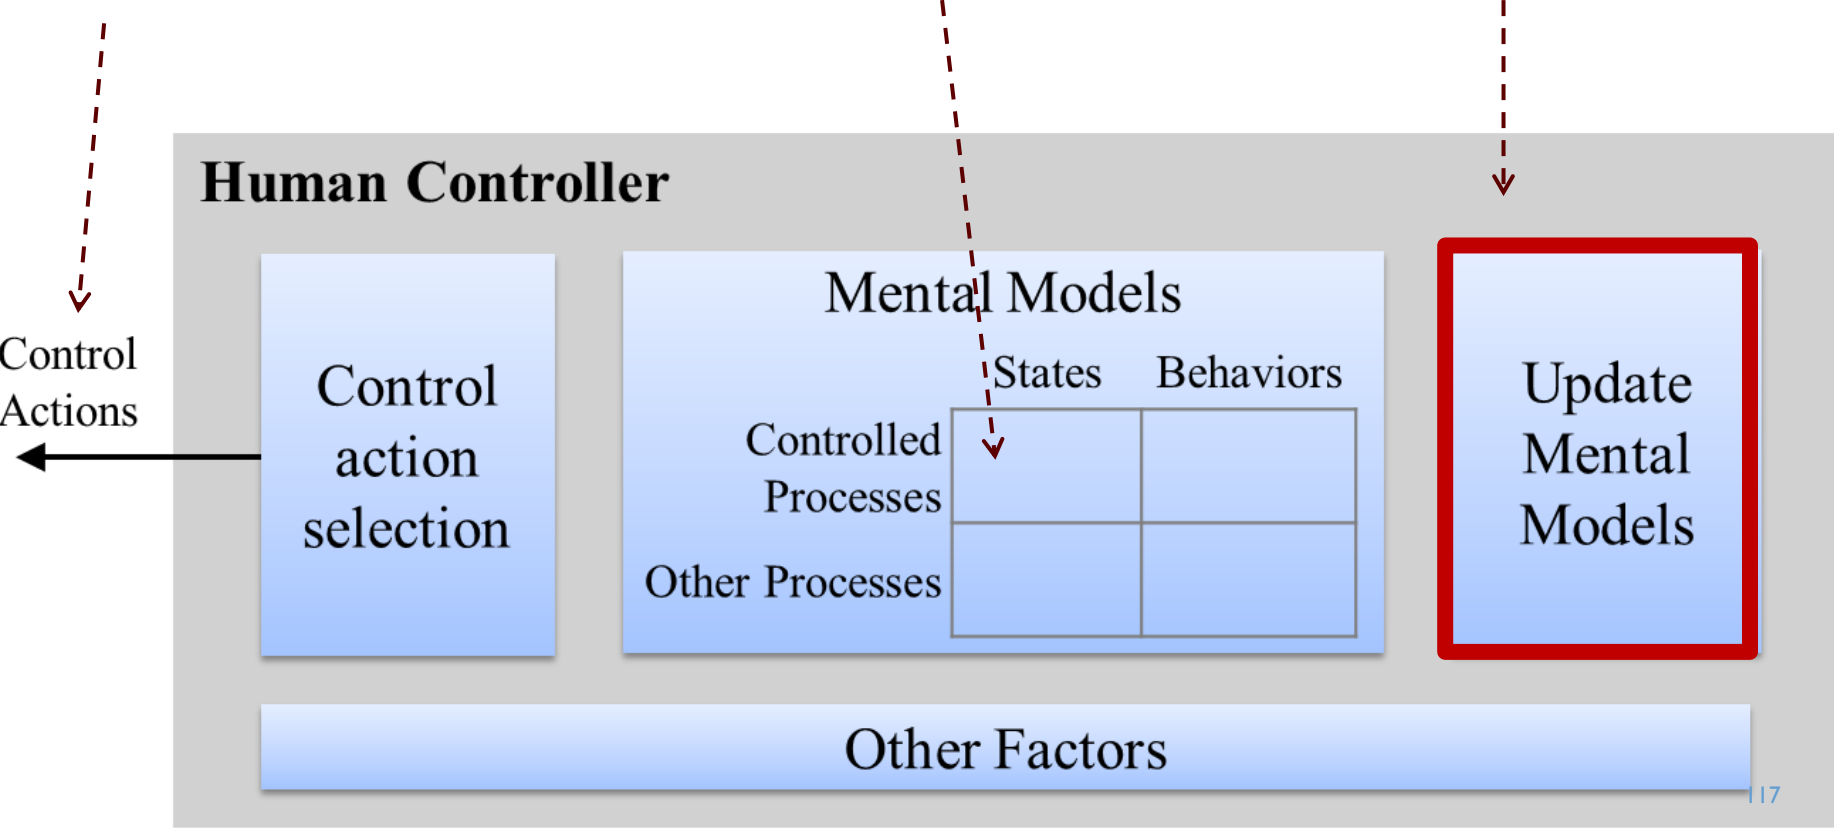 Human Controller
Control
Actions
Control
action
selection
Mental Models
States Behaviors
Controlled
Processes
Other Processes
Update
Mental
Models
Other Factors
117